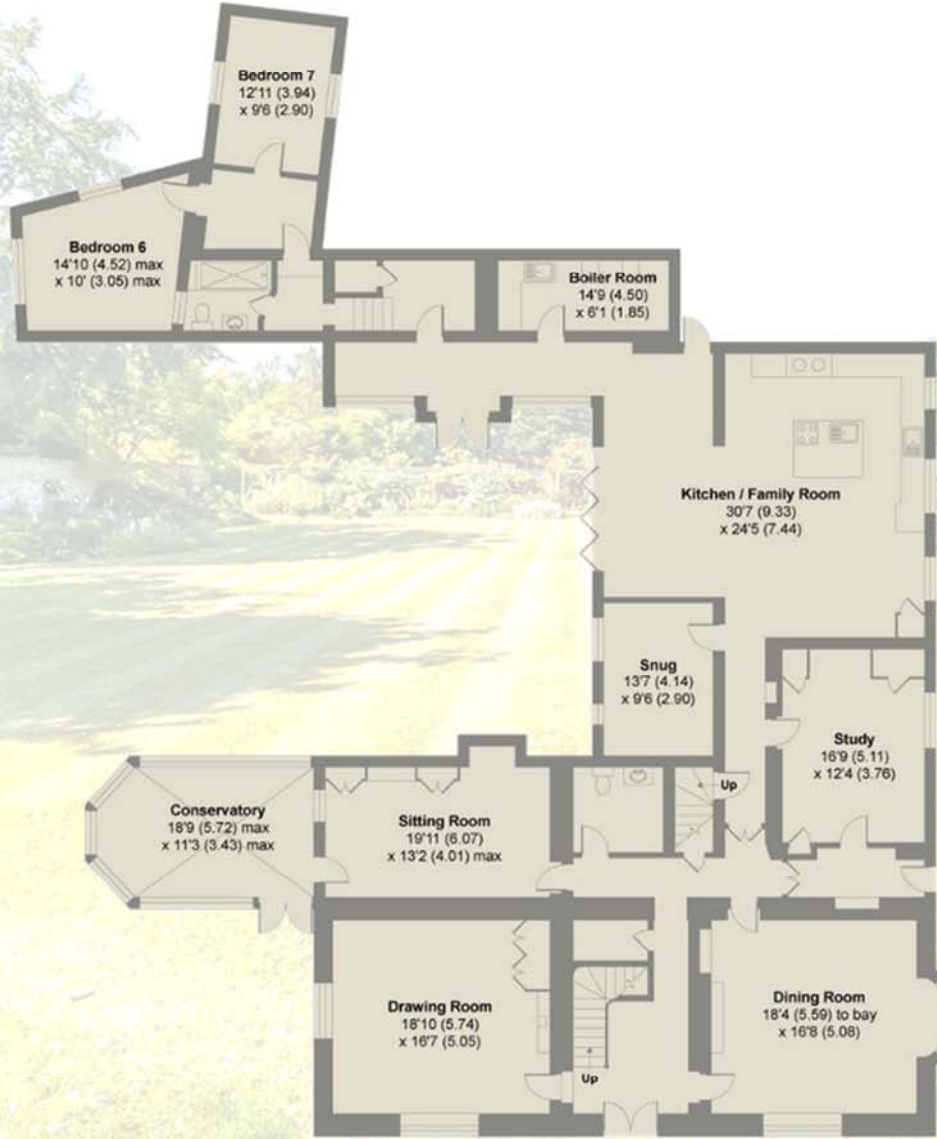 Bedroom 7
12'11 (3.94)
x 9'6 (2.90)
Bedroom 6
14'10 (4.52) max
x 10' (3.05) max
Boiler Room
14'9 (4.50)
x 6'1 (1.85)
Kitchen / Family Room
30'7 (9.33)
x 24'5 (7.44)
Snug
13'7 (4.14)
x 9'6 (2.90)
Study
16'9 (5.11)
x 12'4 (3.76)
Up
Conservatory
18'9 (5.72) max
x 11'3 (3.43) max
Sitting Room
19'11 (6.07)
x 13'2 (4.01) max
Drawing Room
18'10 (5.74)
x 16'7 (5.05)
Dining Room
18'4 (5.59) to bay
x 16'8 (5.08)
Up